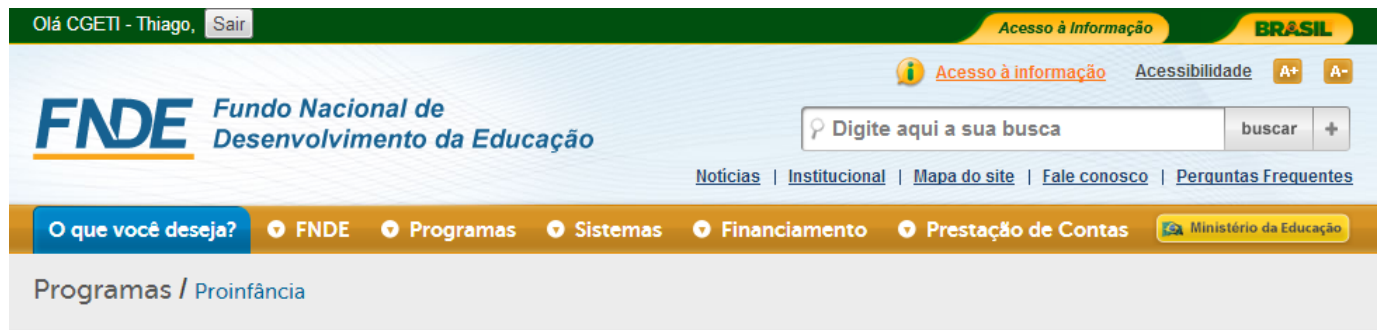 Olá CGETI - Thiago, Sair
Acesso à Informação
BRASIL
Acesso à informação Acessibilidade A+ A-
FNDE Fundo Nacional de
Desenvolvimento da Educação
Digite aqui a sua busca buscar +
Notícias | Institucional | Mapa do site | Fale conosco | Perguntas Frequentes
O que você deseja? FNDE Programas Sistemas Financiamento Prestação de Contas Ministério da Educação
Programas / Proinfância